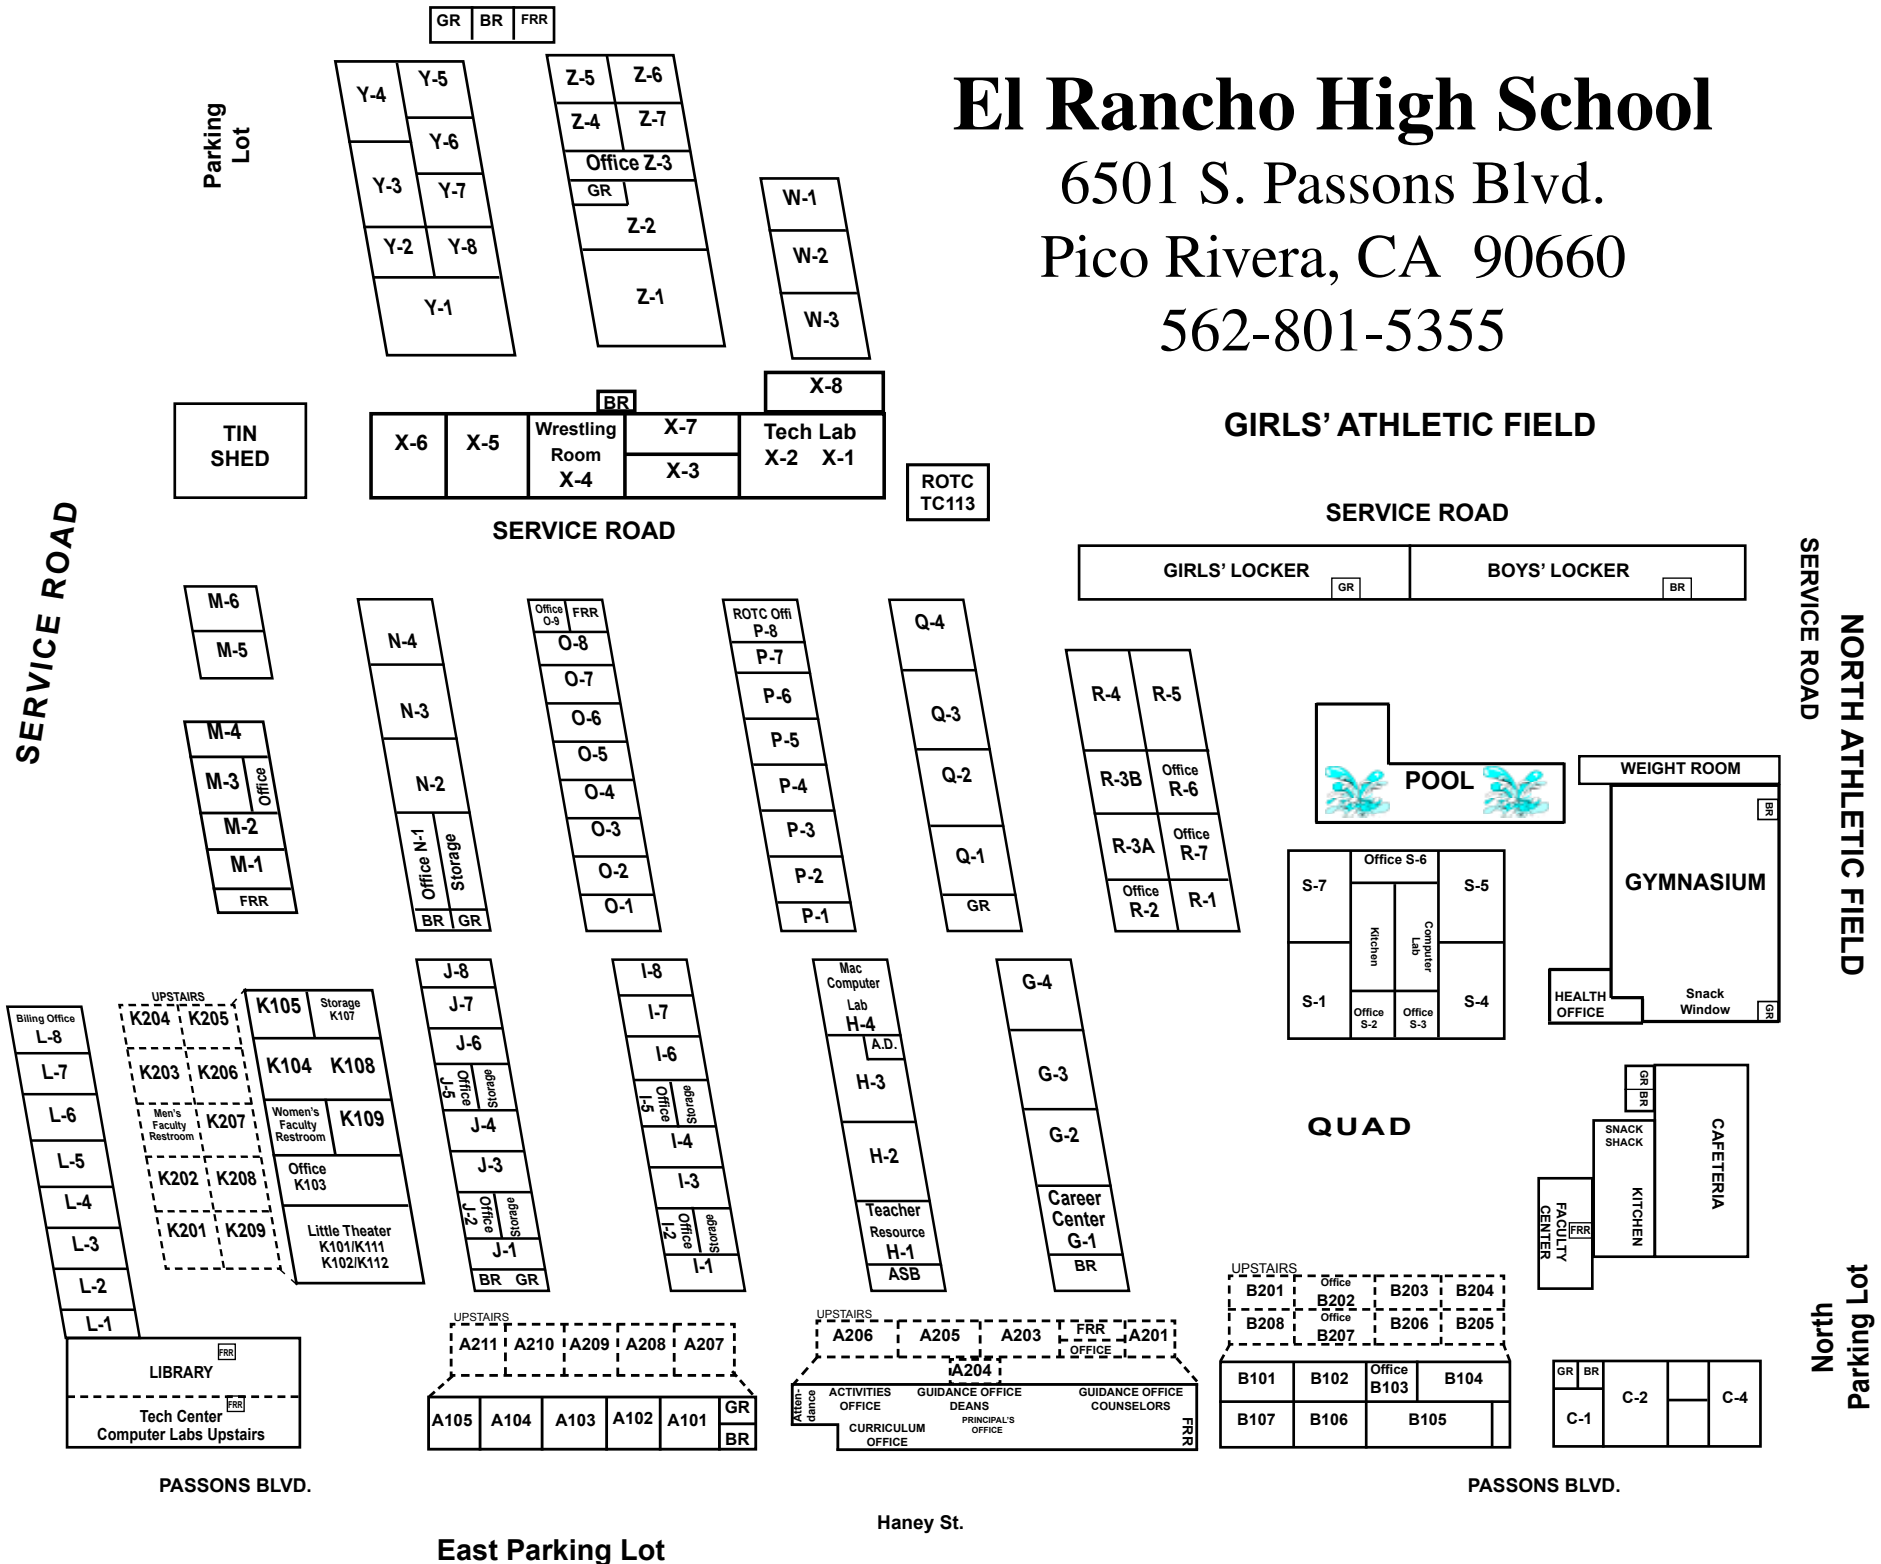 GR BR FRR
El Rancho High School
6501 S. Passons Blvd.
Pico Rivera, CA 90660
562-801-5355
Parking
Lot
Y-4
Y-5
Y-6
Y-3
Y-7
Y-2
Y-8
Y-1
Z-5
Z-6
Z-4
Z-7
Office Z-3
GR
Z-2
Z-1
W-1
W-2
W-3
X-8
TIN
SHED
X-6
X-5
Wrestling
Room
X-4
BR
X-7
X-3
Tech Lab
X-2 X-1
ROTC
TC113
GIRLS' ATHLETIC FIELD
SERVICE ROAD
SERVICE ROAD
SERVICE ROAD
SERVICE ROAD
NORTH ATHLETIC FIELD
GIRLS' LOCKER
GR
BOYS' LOCKER
BR
M-6
M-5
M-4
M-3
Office
M-2
M-1
FRR
N-4
N-3
N-2
Office N-1
Storage
BR GR
Office
O-9
FRR
O-8
O-7
O-6
O-5
O-4
O-3
O-2
O-1
ROTC Offi
P-8
P-7
P-6
P-5
P-4
P-3
P-2
P-1
Q-4
Q-3
Q-2
Q-1
GR
R-4
R-5
R-3B
Office
R-6
R-3A
Office
R-7
Office
R-2
R-1
POOL
WEIGHT ROOM
BR
GYMNASIUM
Snack
Window
GR
HEALTH
OFFICE
S-7
Office S-6
S-5
Kitchen
Computer
Lab
S-1
Office
S-2
Office
S-3
S-4
Biling Office
L-8
L-7
L-6
L-5
L-4
L-3
L-2
L-1
UPSTAIRS
K204
K205
K203
K206
Men's
Faculty
Restroom
K207
K202
K208
K201
K209
K105
Storage
K107
K104 K108
Women's
Faculty
Restroom
K109
Office
K103
Little Theater
K101/K111
K102/K112
J-8
J-7
J-6
Office
J-5
Storage
J-4
J-3
Office
J-2
Storage
J-1
BR GR
I-8
I-7
I-6
Office
I-5
Storage
I-4
I-3
Office
I-2
Storage
I-1
Mac
Computer
Lab
H-4
A.D.
H-3
H-2
Teacher
Resource
H-1
ASB
G-4
G-3
G-2
Career
Center
G-1
BR
QUAD
GR
BR
SNACK
SHACK
KITCHEN
CAFETERIA
FACULTY
CENTER
FRR
North
Parking Lot
LIBRARY
FRR
FRR
Tech Center
Computer Labs Upstairs
UPSTAIRS
A211 A210 A209 A208 A207
A105 A104 A103 A102 A101
GR
BR
UPSTAIRS
A206 A205 A203
FRR
OFFICE
A201
A204
Atten-
dance
ACTIVITIES
OFFICE
GUIDANCE OFFICE
DEANS
GUIDANCE OFFICE
COUNSELORS
CURRICULUM
OFFICE
PRINCIPAL'S
OFFICE
FRR
UPSTAIRS
B201
Office
B202
B203
B204
B208
Office
B207
B206
B205
B101
B102
Office
B103
B104
B107
B106
B105
GR BR
C-1
C-2
C-4
PASSONS BLVD.
PASSONS BLVD.
Haney St.
East Parking Lot